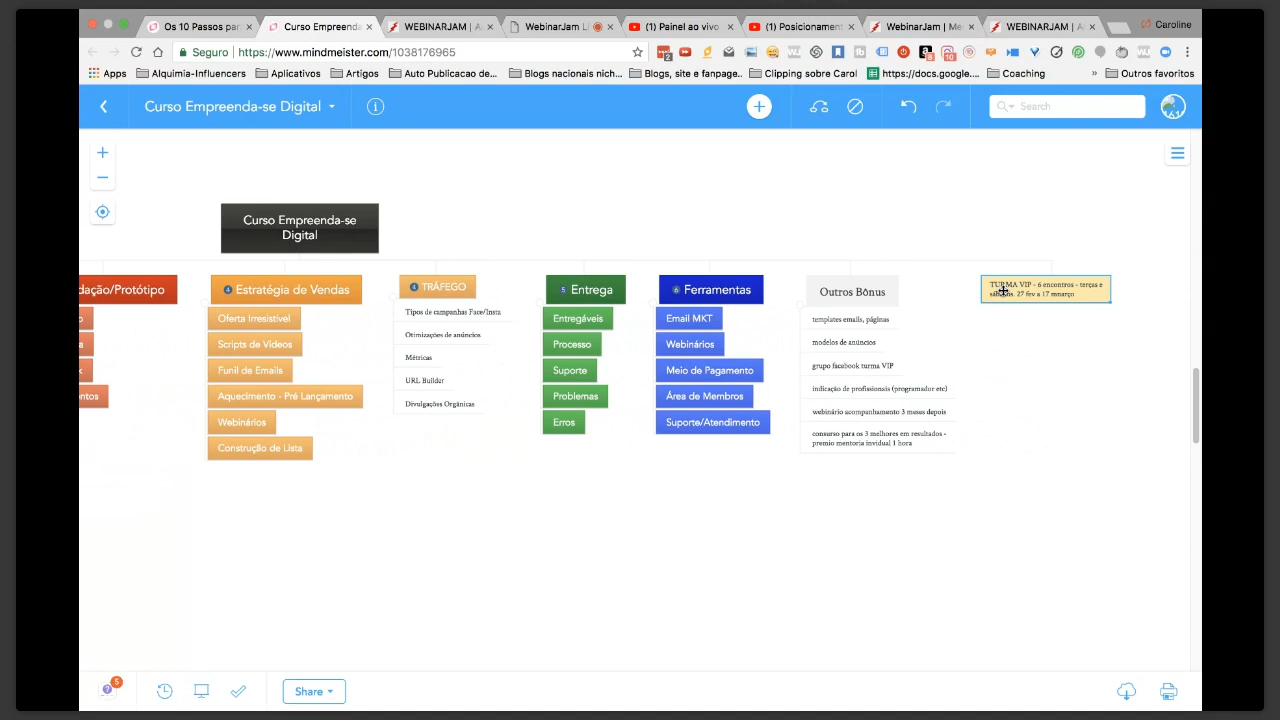 Os 10 Passos par
Curso Empreenda-
WEBINARJAM: A
WebinarJam Li
(1) Painel ao vivo
(1) Posicionament
WebinarJam | Me
WEBINARJAM: A
Caroline
Seguro
https://www.mindmeister.com/1038176965
Apps
Alquimia-Influencers
Aplicativos
Artigos
Auto Publicacao de...
Blogs nacionais nich...
Blogs, site e fanpage..
Clipping sobre Carol
https://docs.google....
Coaching
»
Outros favoritos
Curso Empreenda-se Digital
Search
Curso Empreenda-se
Digital
dação/Protótipo
4 Estratégia de Vendas
Oferta Irresistível
Scripts de Vídeos
Funil de Emails
Aquecimento - Pré Lançamento
Webinários
Construção de Lista
4 TRÁFEGO
Tipos de campanhas Face/Insta
Otimizações de anúncios
Métricas
URL Builder
Divulgações Orgânicas
5 Entrega
Entregáveis
Processo
Suporte
Problemas
Erros
6 Ferramentas
Email MKT
Webinários
Meio de Pagamento
Área de Membros
Suporte/Atendimento
Outros Bônus
templates emails, páginas
modelos de anúncios
grupo facebook turma VIP
indicação de profissionais (programador etc)
webinário acompanhamento 3 meses depois
consurso para os 3 melhores em resultados -
premio mentoria invidual 1 hora
TURMA VIP - 6 encontros - terças e
sábados. 27 fev a 17 mnarço
o
a
x
ntos
5
Share